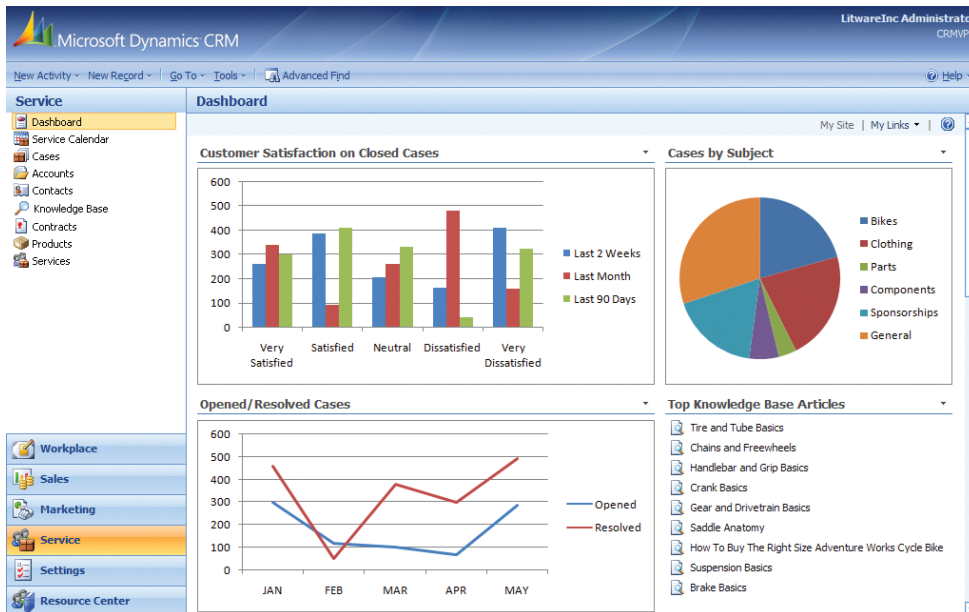 LitwareInc Administrato
CRMVP
Microsoft Dynamics CRM
New Activity New Record Go To Tools Advanced Find
Help
Service
Dashboard
Service Calendar
Cases
Accounts
Contacts
Knowledge Base
Contracts
Products
Services
Workplace
Sales
Marketing
Service
Settings
Resource Center
Dashboard
My Site | My Links |
Customer Satisfaction on Closed Cases
600
500
400
300
200
100
0
Very Satisfied Neutral Dissatisfied Very
Satisfied Dissatisfied
Last 2 Weeks
Last Month
Last 90 Days
Cases by Subject
Bikes
Clothing
Parts
Components
Sponsorships
General
Opened/Resolved Cases
600
500
400
300
200
100
0
JAN FEB MAR APR MAY
Opened
Resolved
Top Knowledge Base Articles
Tire and Tube Basics
Chains and Freewheels
Handlebar and Grip Basics
Crank Basics
Gear and Drivetrain Basics
Saddle Anatomy
How To Buy The Right Size Adventure Works Cycle Bike
Suspension Basics
Brake Basics